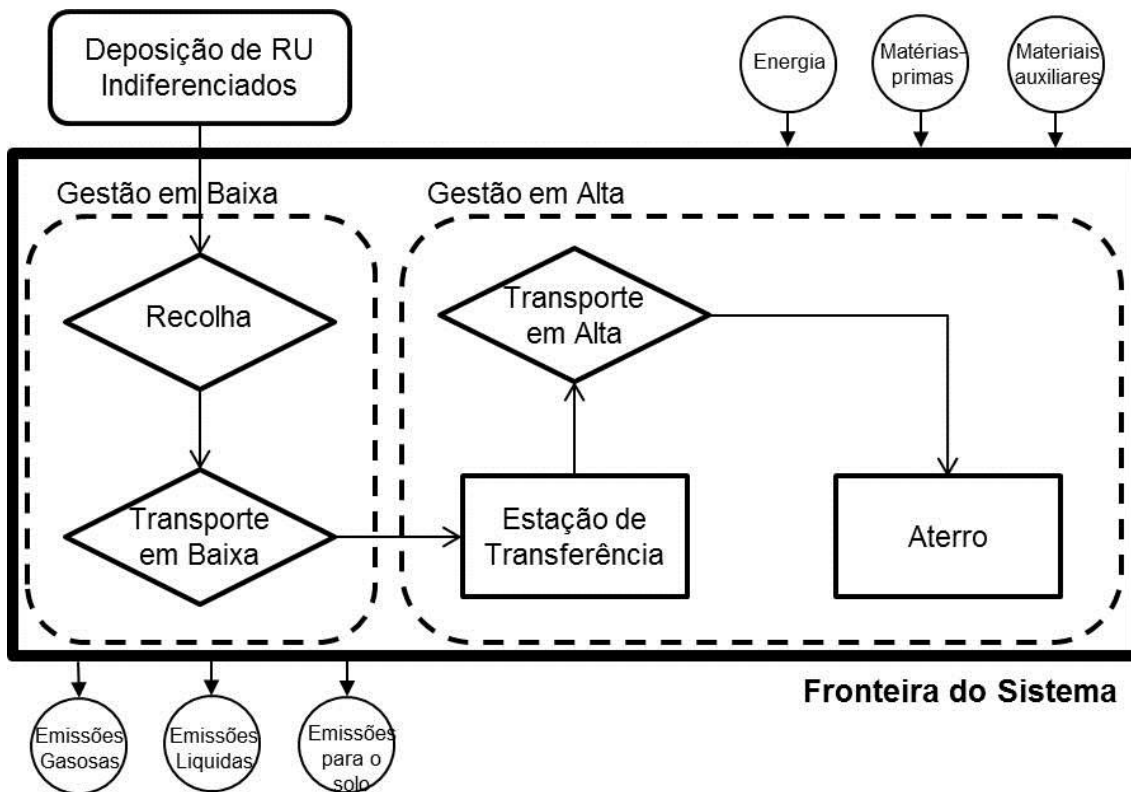 Deposição de RU
Indiferenciados
Energia
Matérias-
primas
Materiais
auxiliares
Gestão em Baixa
Gestão em Alta
Recolha
Transporte
em Alta
Transporte
em Baixa
Estação de
Transferência
Aterro
Fronteira do Sistema
Emissões
Gasosas
Emissões
Liquidas
Emissões
para o
solo